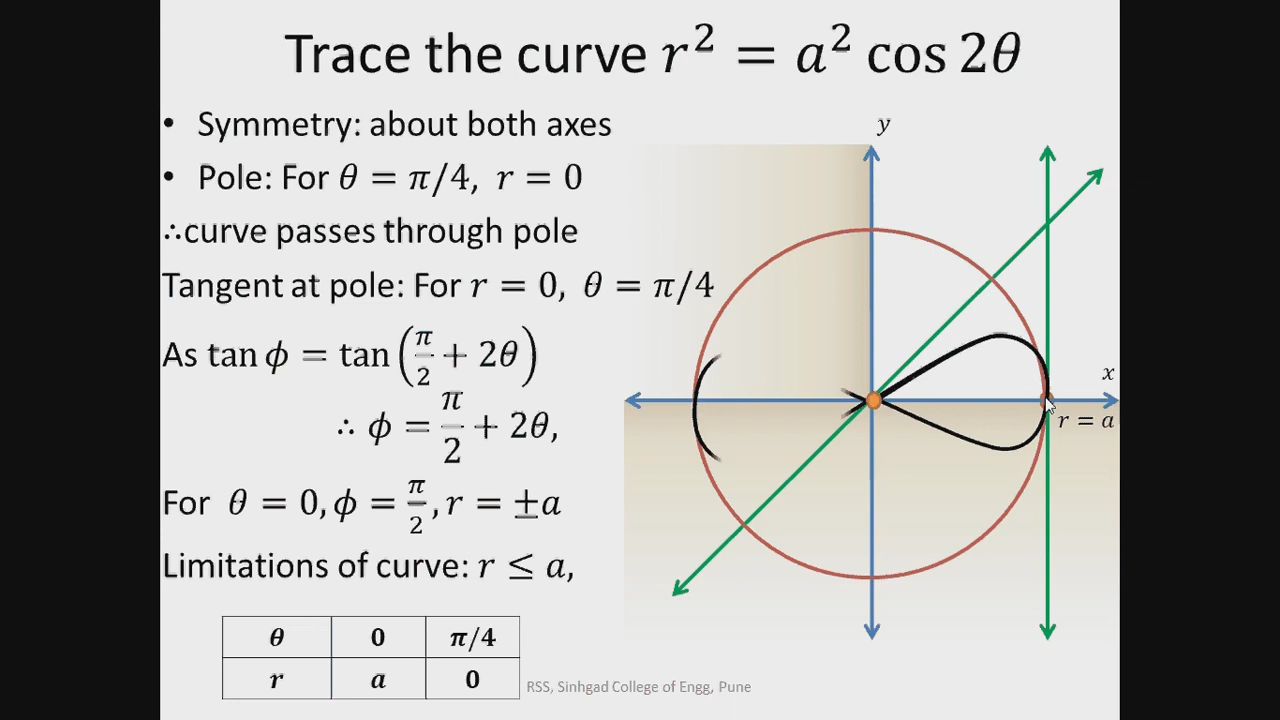 Trace the curve r² = a² cos 2θ
• Symmetry: about both axes
• Pole: For θ = π/4, r = 0
∴curve passes through pole
Tangent at pole: For r = 0, θ = π/4
As tan ϕ = tan(π/2 + 2θ)
∴ ϕ = π/2 + 2θ,
For θ = 0, ϕ = π/2, r = ±a
Limitations of curve: r ≤ a,
θ 0 π/4
r a 0
y
x
r = a
RSS, Sinhgad College of Engg, Pune